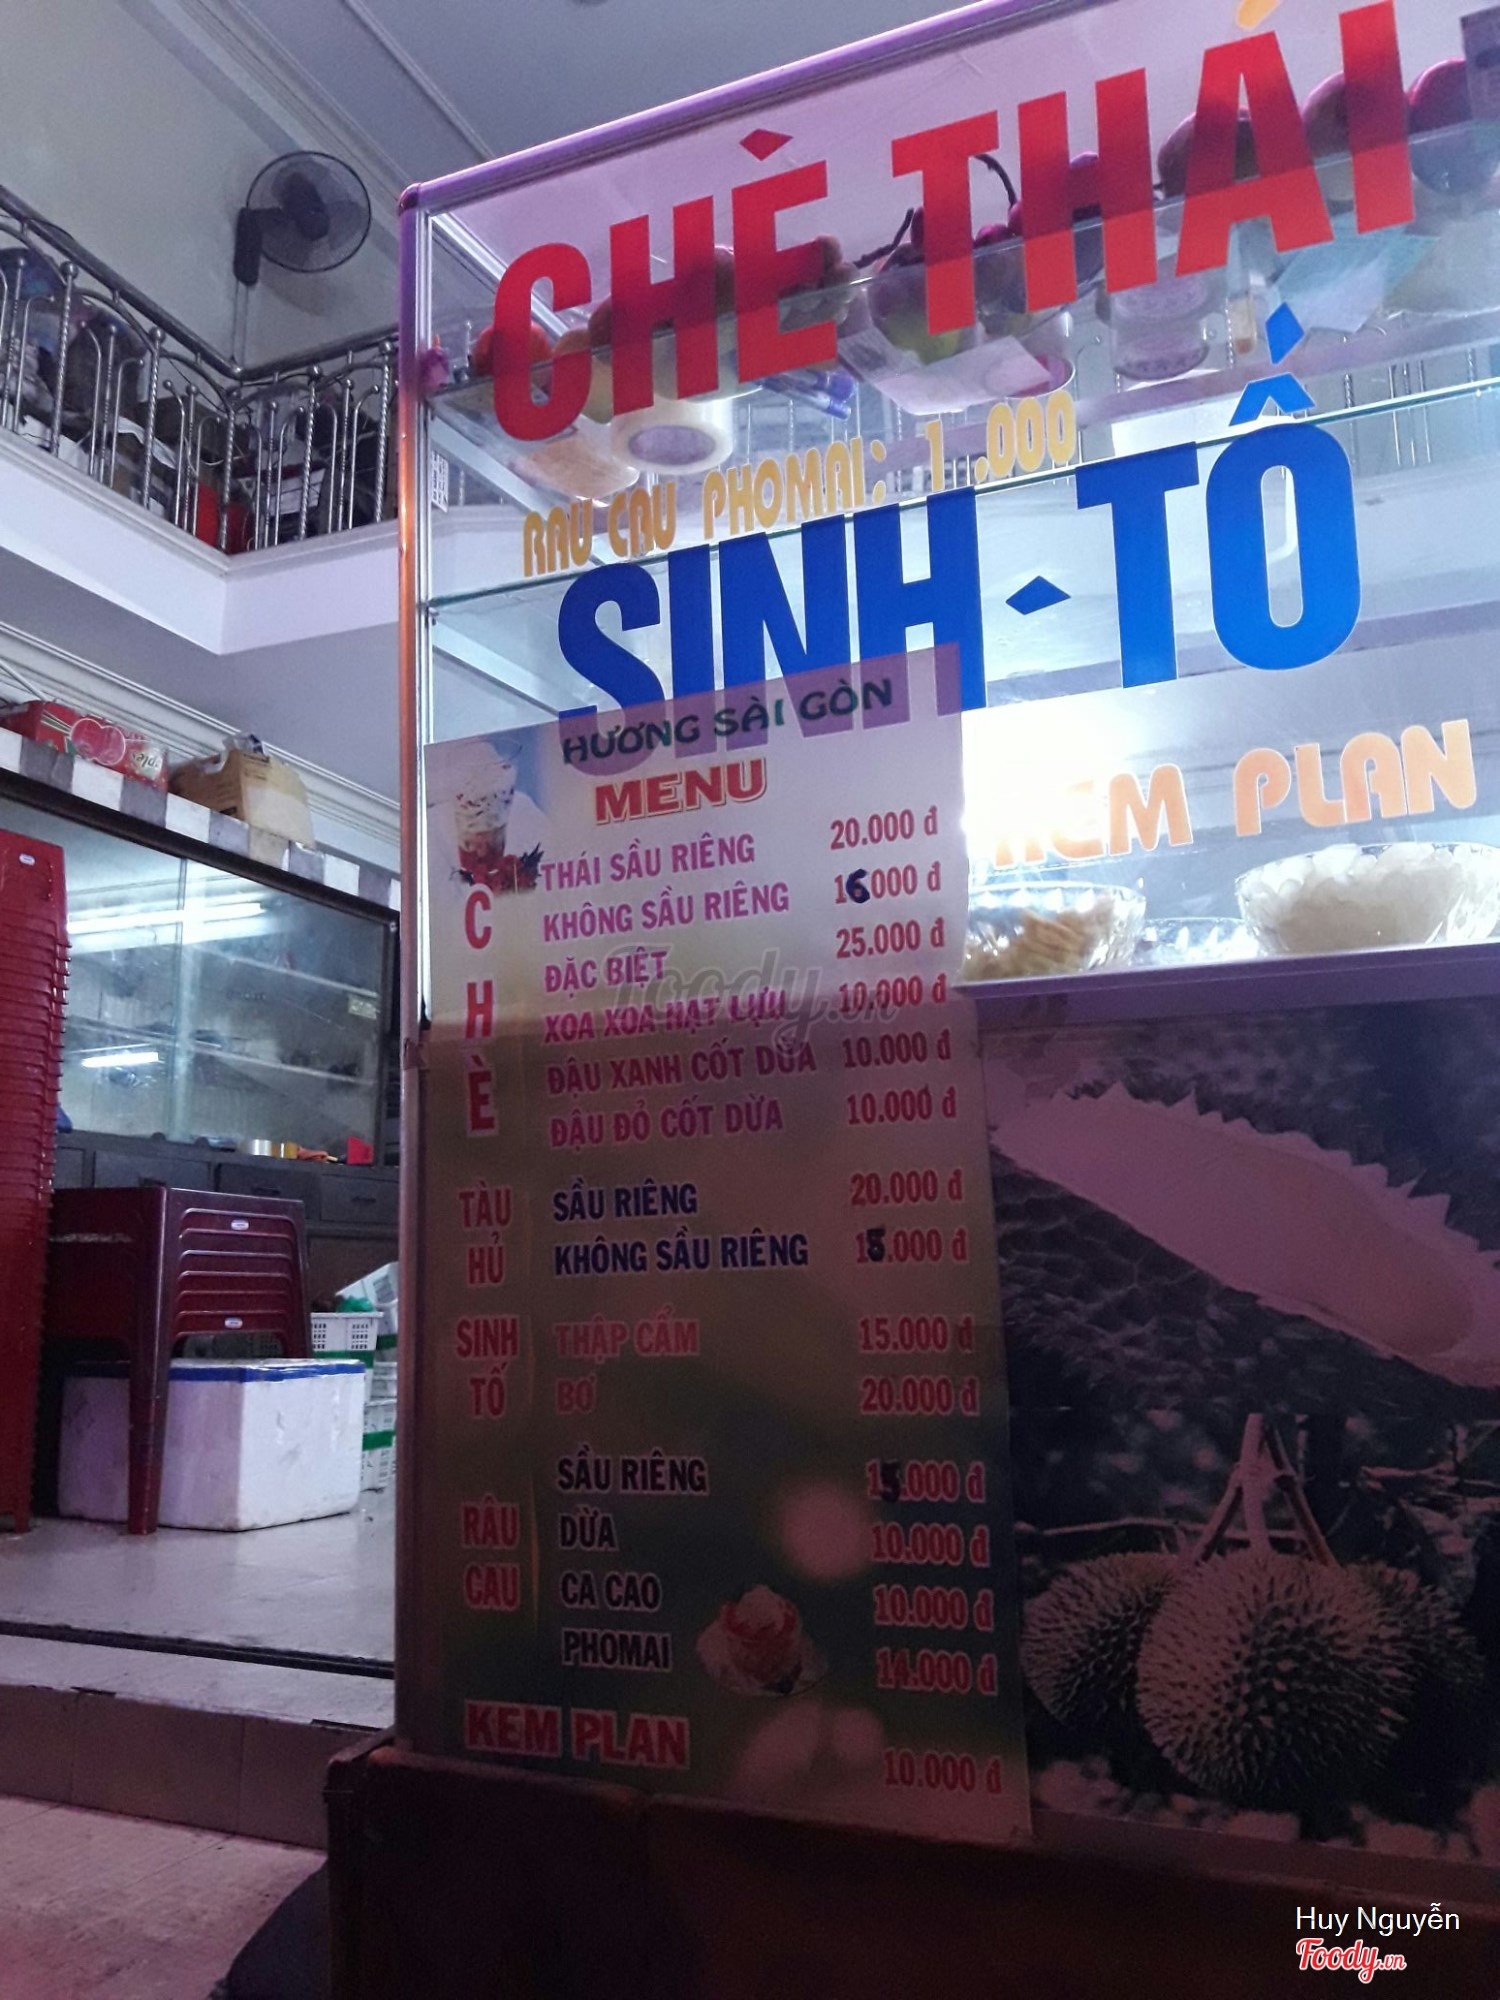 CHÈ THÁI
RAU CAU PHOMAI: 1 .000
SINH-TỐ
KEM PLAN
HƯƠNG SÀI GÒN
MENU
CHÈ
THÁI SẦU RIÊNG 20.000 đ
KHÔNG SẦU RIÊNG 16000 đ
ĐẶC BIỆT 25.000 đ
XOA XOA HẠT LỰU 10.000 đ
ĐẬU XANH CỐT DỪA 10.000 đ
ĐẬU ĐỎ CỐT DỪA 10.000 đ
TÀU HỦ
SẦU RIÊNG 20.000 đ
KHÔNG SẦU RIÊNG 15.000 đ
SINH TỐ
THẬP CẨM 15.000 đ
BƠ 20.000 đ
RÂU CAU
SẦU RIÊNG 15.000 đ
DỪA 10.000 đ
CA CAO 10.000 đ
PHOMAI 14.000 đ
KEM PLAN 10.000 đ
Foody.vn
Huy Nguyễn
Foody.vn